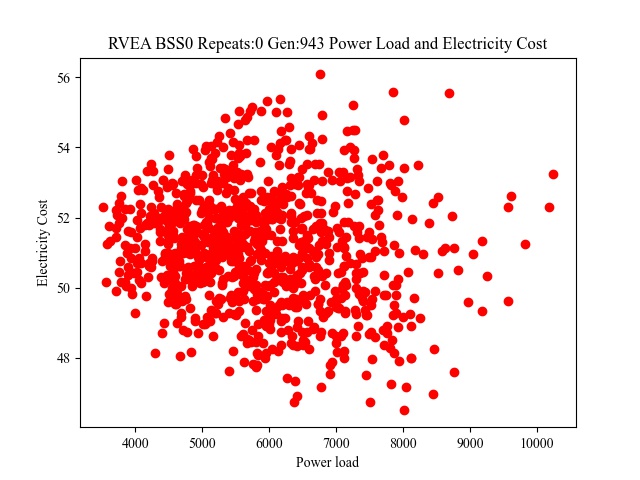 RVEA BSS0 Repeats:0 Gen:943 Power Load and Electricity Cost
56
54
52
50
48
Electricity Cost
4000 5000 6000 7000 8000 9000 10000
Power load